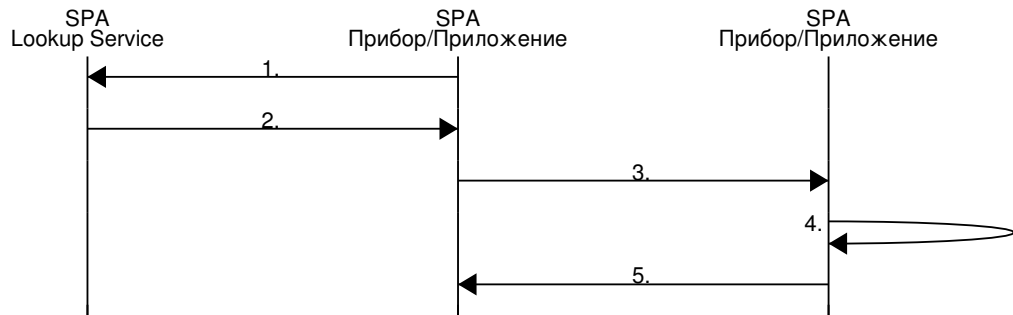 SPA
Lookup Service
SPA
Прибор/Приложение
SPA
Прибор/Приложение
1.
2.
3.
4.
5.